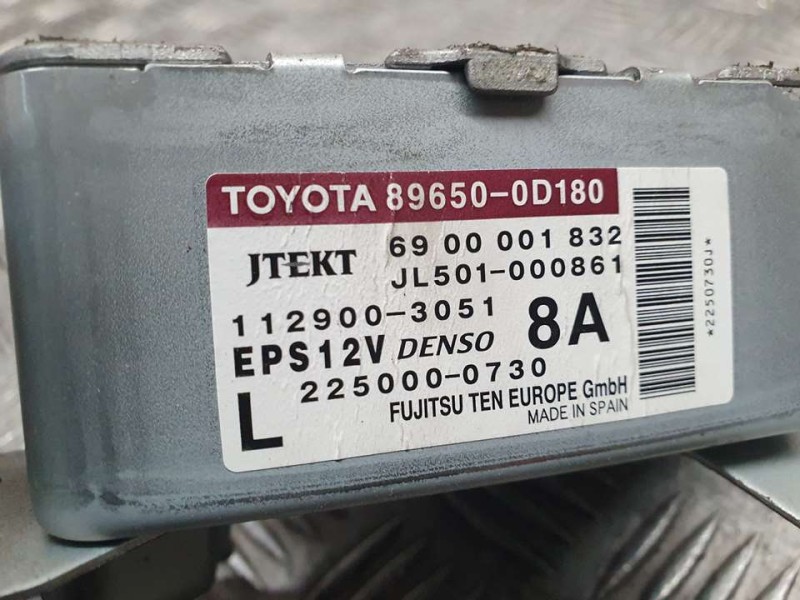 TOYOTA 89650-0D180
JTEKT 69 00 001 832
JL501-000861
112900-3051 8A
EPS12V DENSO
225000-0730
L FUJITSU TEN EUROPE GmbH
MADE IN SPAIN
*2250730J*